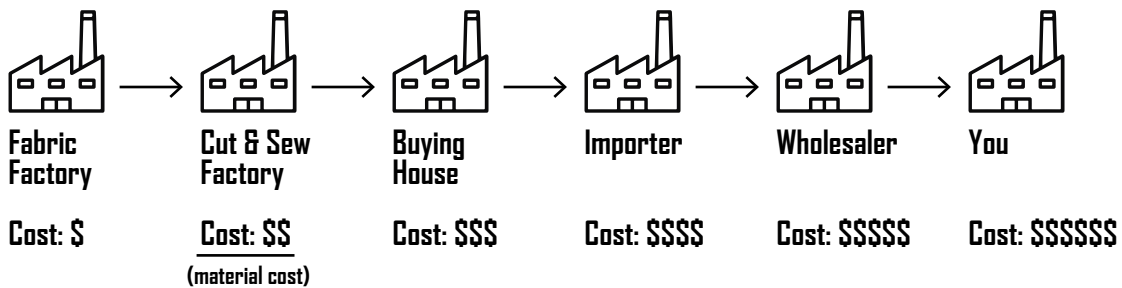 Fabric
Factory
Cut & Sew
Factory
Buying
House
Importer
Wholesaler
You
Cost: $
Cost: $$
(material cost)
Cost: $$$
Cost: $$$$
Cost: $$$$$
Cost: $$$$$$